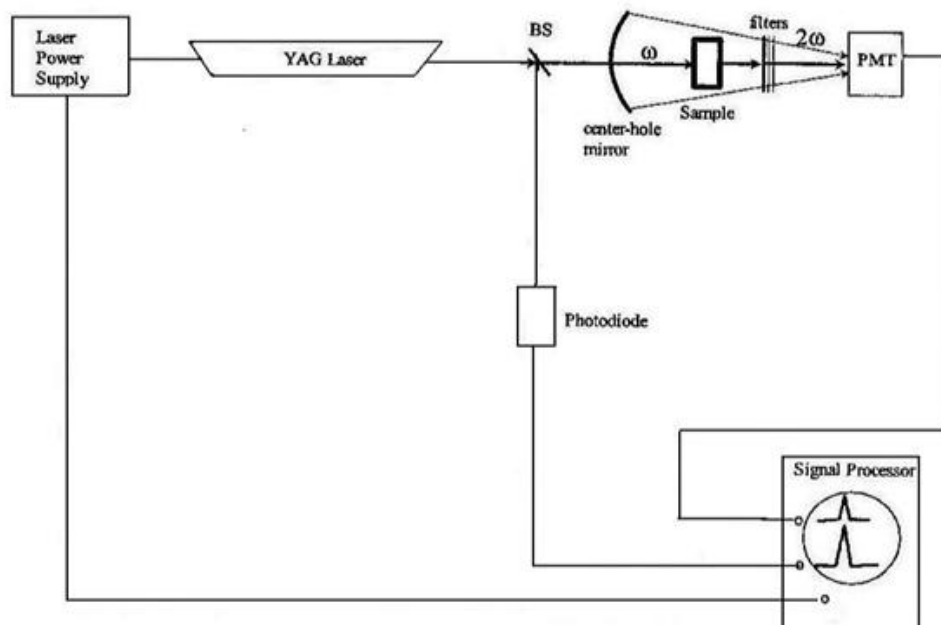 Laser
Power
Supply
YAG Laser
BS
ω
Sample
center-hole
mirror
filters
2ω
PMT
Photodiode
Signal Processor